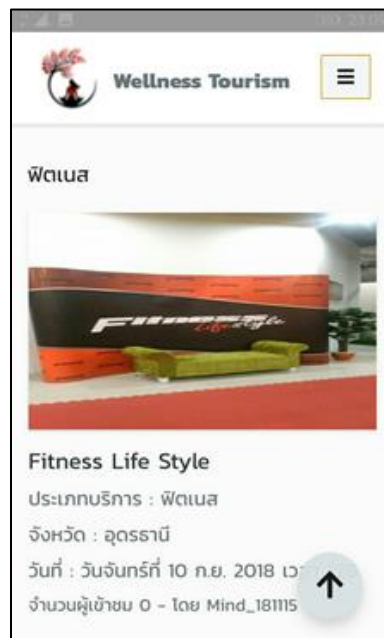 Wellness Tourism
ฟิตเนส
Fitness
Life style
Fitness Life Style
ประเภทบริการ : ฟิตเนส
จังหวัด : อุดรธานี
วันที่ : วันจันทร์ที่ 10 ก.ย. 2018
จำนวนผู้เข้าชม 0 - โดย Mind_181115